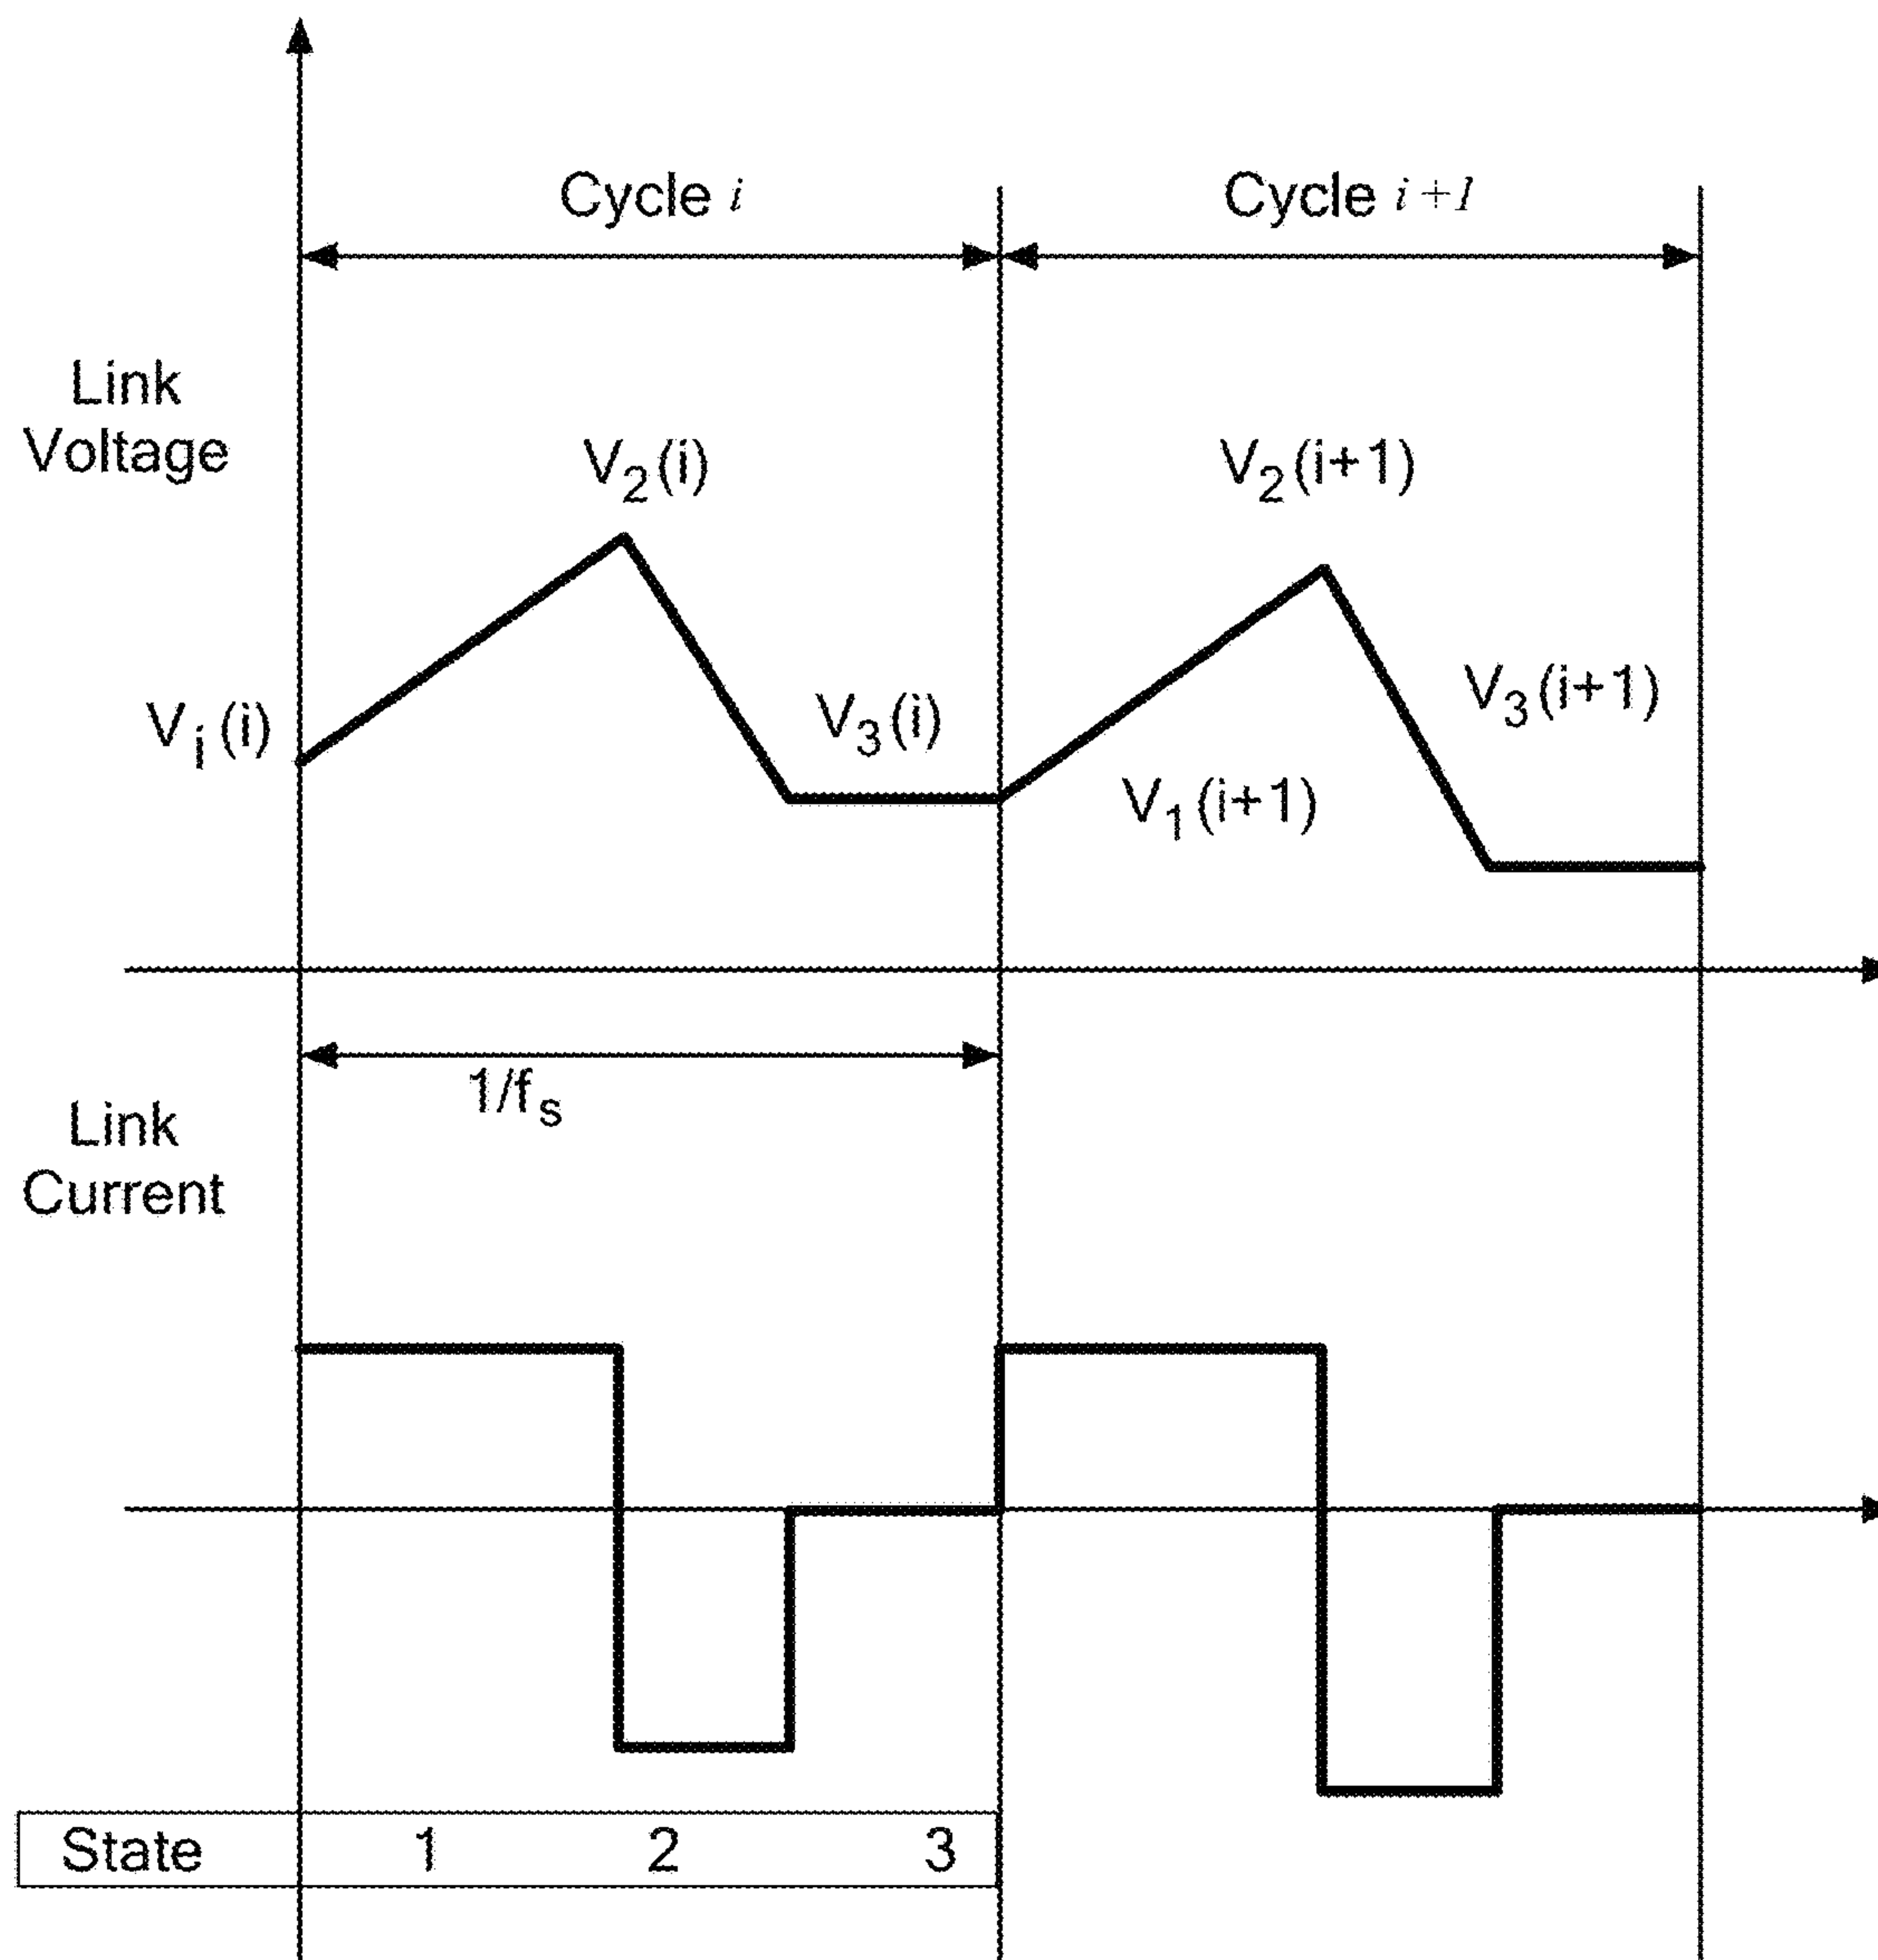 Cycle i
Cycle i+1
Link
Voltage
V2(i)
V2(i+1)
Vi(i)
V3(i)
V3(i+1)
V1(i+1)
1/fs
Link
Current
State 1 2 3